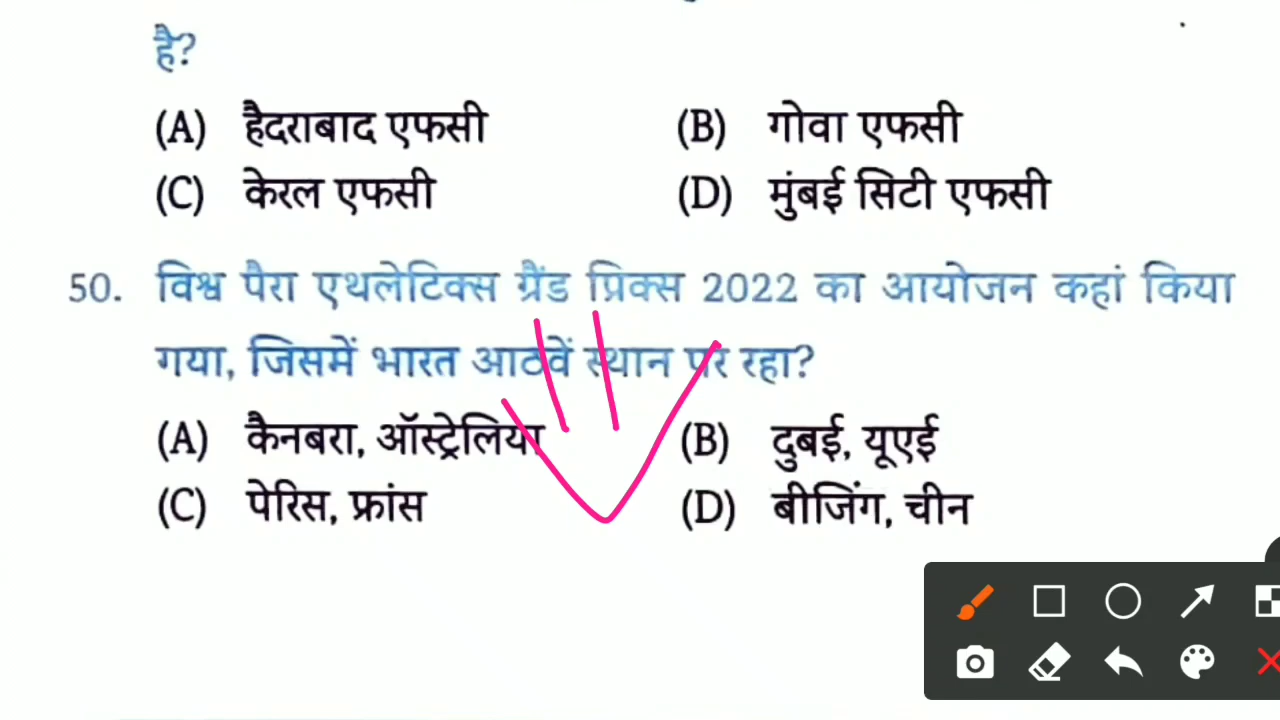 है?
(A) हैदराबाद एफसी (B) गोवा एफसी
(C) केरल एफसी (D) मुंबई सिटी एफसी
50. विश्व पैरा एथलेटिक्स ग्रैंड प्रिक्स 2022 का आयोजन कहां किया
गया, जिसमें भारत आठवें स्थान पर रहा?
(A) कैनबरा, ऑस्ट्रेलिया (B) दुबई, यूएई
(C) पेरिस, फ्रांस (D) बीजिंग, चीन